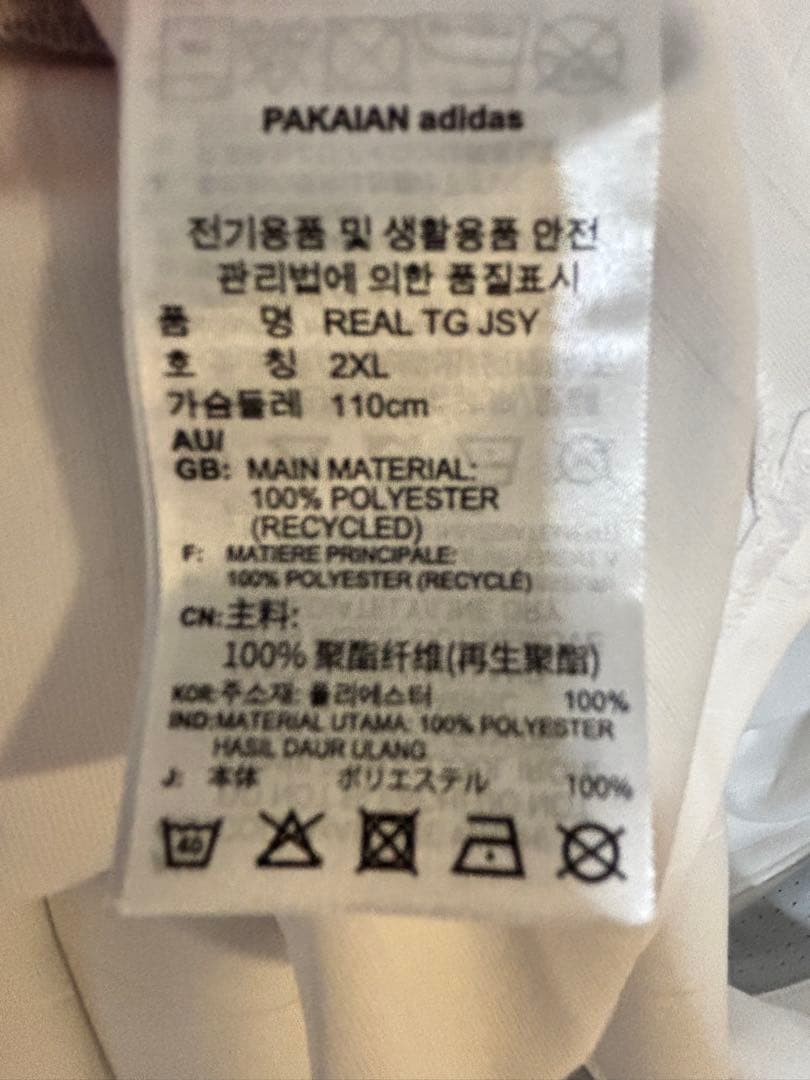 PAKAIAN adidas
전기용품 및 생활용품 안전
관리법에 의한 품질표시
품 명 REAL TG JSY
호 칭 2XL
가슴둘레 110cm
AU/
GB: MAIN MATERIAL:
100% POLYESTER
(RECYCLED)
F: MATIERE PRINCIPALE:
100% POLYESTER (RECYCLÉ)
CN:主料:
100% 聚酯纤维(再生聚酯)
KOR:주소재: 폴리에스터 100%
IND:MATERIAL UTAMA: 100% POLYESTER
HASIL DAUR ULANG
J: 本体 ポリエステル 100%
40